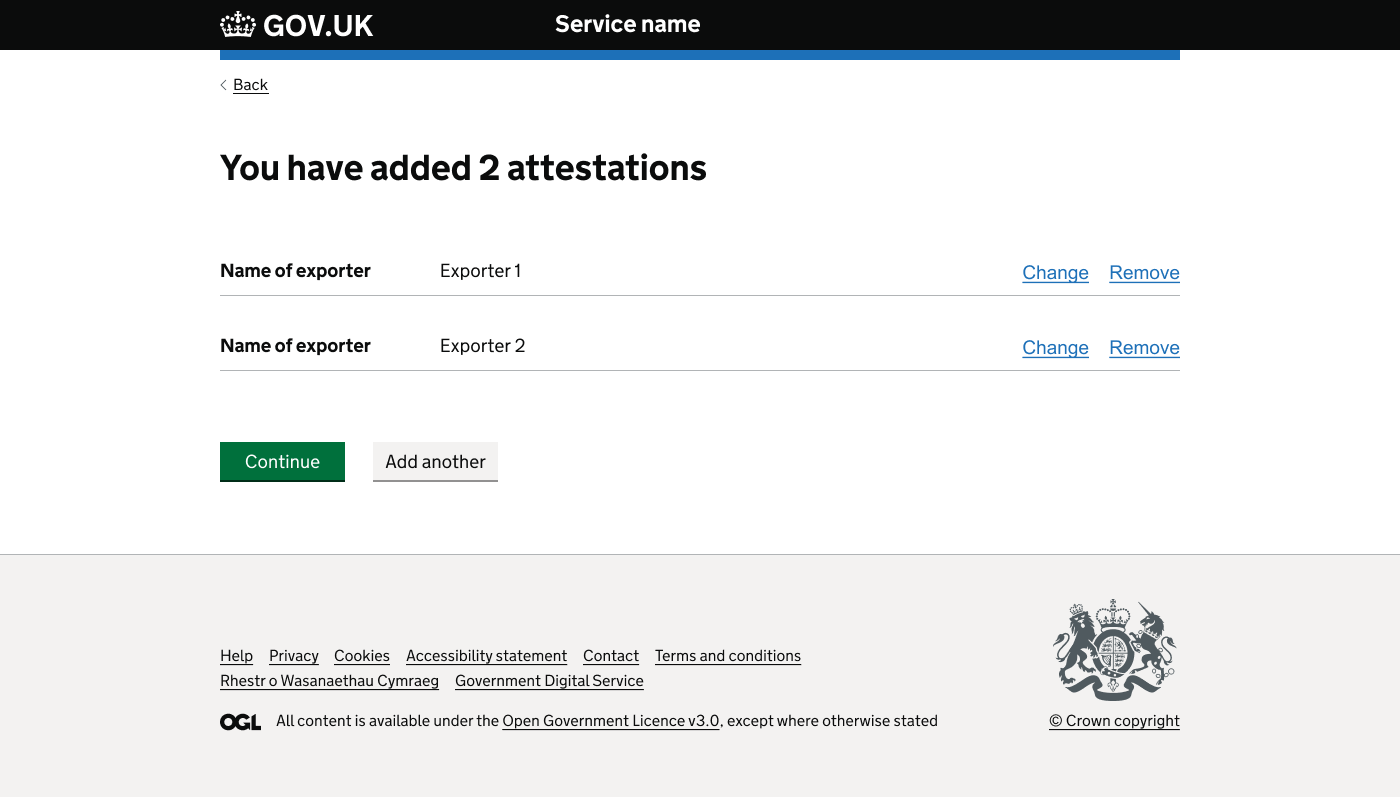 GOV.UK Service name
Back
You have added 2 attestations
Name of exporter Exporter 1 Change Remove
Name of exporter Exporter 2 Change Remove
Continue Add another
Help Privacy Cookies Accessibility statement Contact Terms and conditions
Rhestr o Wasanaethau Cymraeg Government Digital Service
OGL All content is available under the Open Government Licence v3.0, except where otherwise stated
© Crown copyright